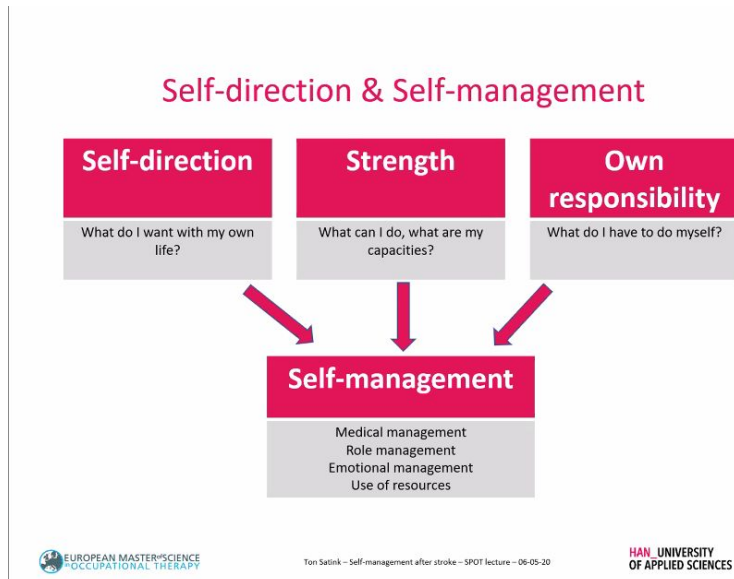 Self-direction & Self-management
Self-direction
What do I want with my own
life?
Strength
What can I do, what are my
capacities?
Own
responsibility
What do I have to do myself?
Self-management
Medical management
Role management
Emotional management
Use of resources
EUROPEAN MASTER of SCIENCE
in OCCUPATIONAL THERAPY
Ton Satink – Self-management after stroke – SPOT lecture – 06-05-20
HAN_UNIVERSITY
OF APPLIED SCIENCES